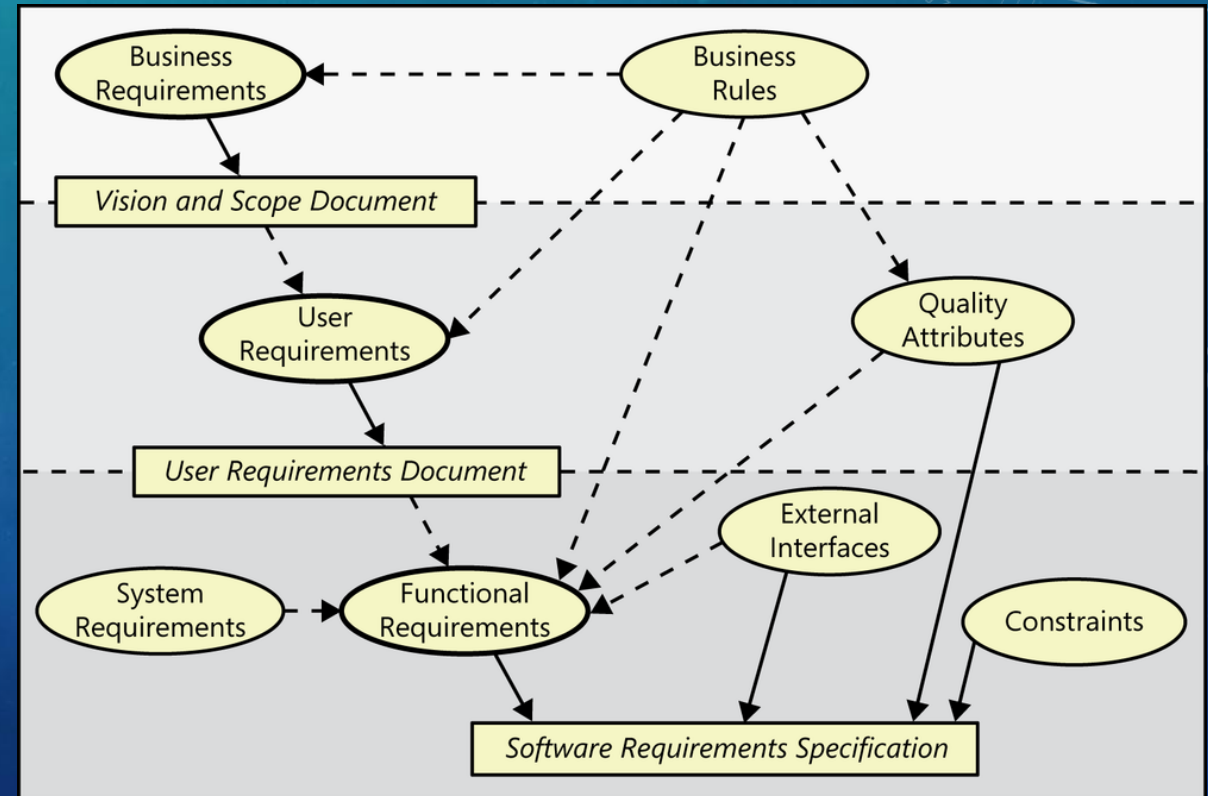 Business
Requirements
Business
Rules
Vision and Scope Document
User
Requirements
Quality
Attributes
User Requirements Document
External
Interfaces
System
Requirements
Functional
Requirements
Constraints
Software Requirements Specification